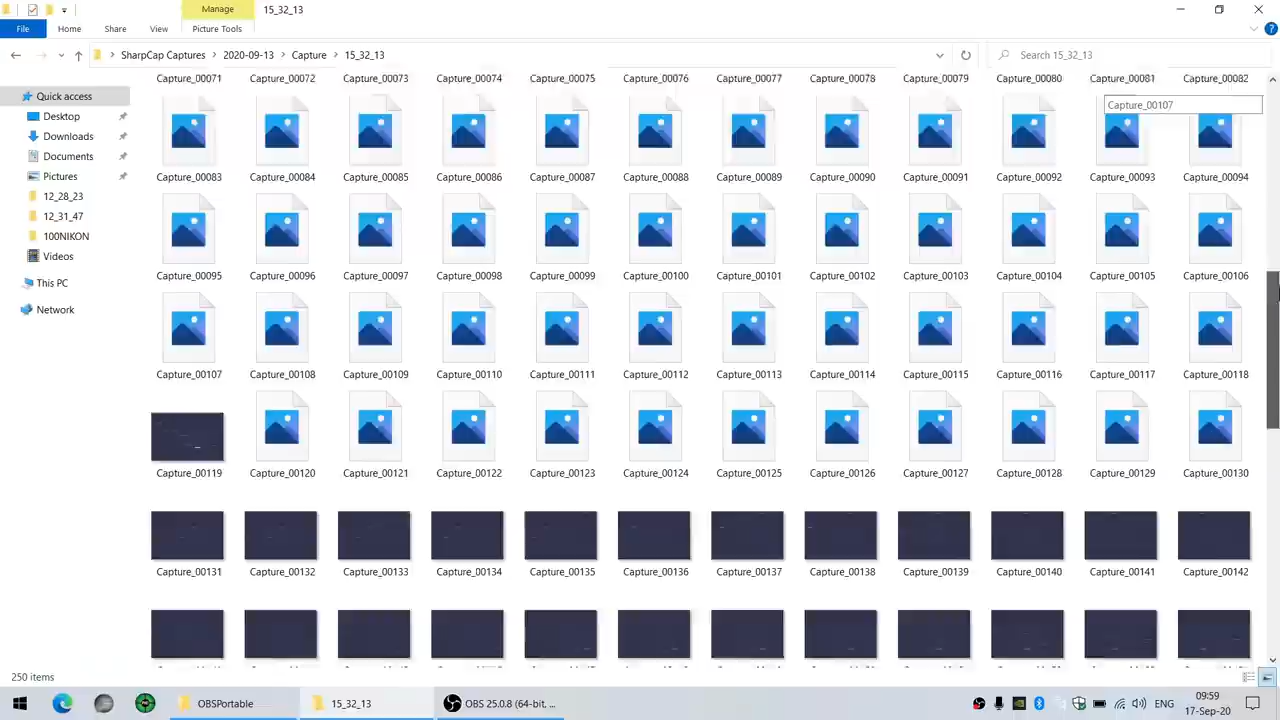 Manage
15_32_13
File
Home
Share
View
Picture Tools
SharpCap Captures
2020-09-13
Capture
15_32_13
Search 15_32_13
Quick access
Desktop
Downloads
Documents
Pictures
12_28_23
12_31_47
100NIKON
Videos
This PC
Network
Capture_00071 Capture_00072 Capture_00073 Capture_00074 Capture_00075 Capture_00076 Capture_00077 Capture_00078 Capture_00079 Capture_00080 Capture_00081 Capture_00082
Capture_00107
Capture_00083 Capture_00084 Capture_00085 Capture_00086 Capture_00087 Capture_00088 Capture_00089 Capture_00090 Capture_00091 Capture_00092 Capture_00093 Capture_00094
Capture_00095 Capture_00096 Capture_00097 Capture_00098 Capture_00099 Capture_00100 Capture_00101 Capture_00102 Capture_00103 Capture_00104 Capture_00105 Capture_00106
Capture_00107 Capture_00108 Capture_00109 Capture_00110 Capture_00111 Capture_00112 Capture_00113 Capture_00114 Capture_00115 Capture_00116 Capture_00117 Capture_00118
Capture_00119 Capture_00120 Capture_00121 Capture_00122 Capture_00123 Capture_00124 Capture_00125 Capture_00126 Capture_00127 Capture_00128 Capture_00129 Capture_00130
Capture_00131 Capture_00132 Capture_00133 Capture_00134 Capture_00135 Capture_00136 Capture_00137 Capture_00138 Capture_00139 Capture_00140 Capture_00141 Capture_00142
250 items
OBSPortable
15_32_13
OBS 25.0.8 (64-bit, ...
ENG
09:59
17-Sep-20